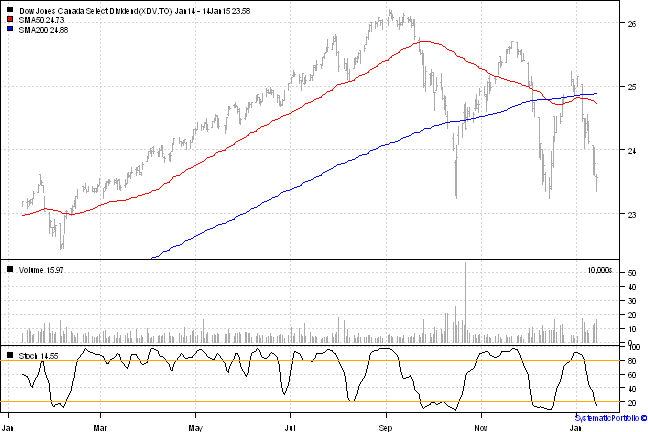 Dow Jones Canada Select Dividend(XDV.TO) Jan14 - 14Jan15 23.58
SMA50 24.73
SMA200 24.88
26
25
24
23
Volume 15.97
10,000s
50
40
30
20
10
0
Stoch 14.55
80
60
40
20
Jan Mar May Jul Sep Nov Jan
SystematicPortfolio ©